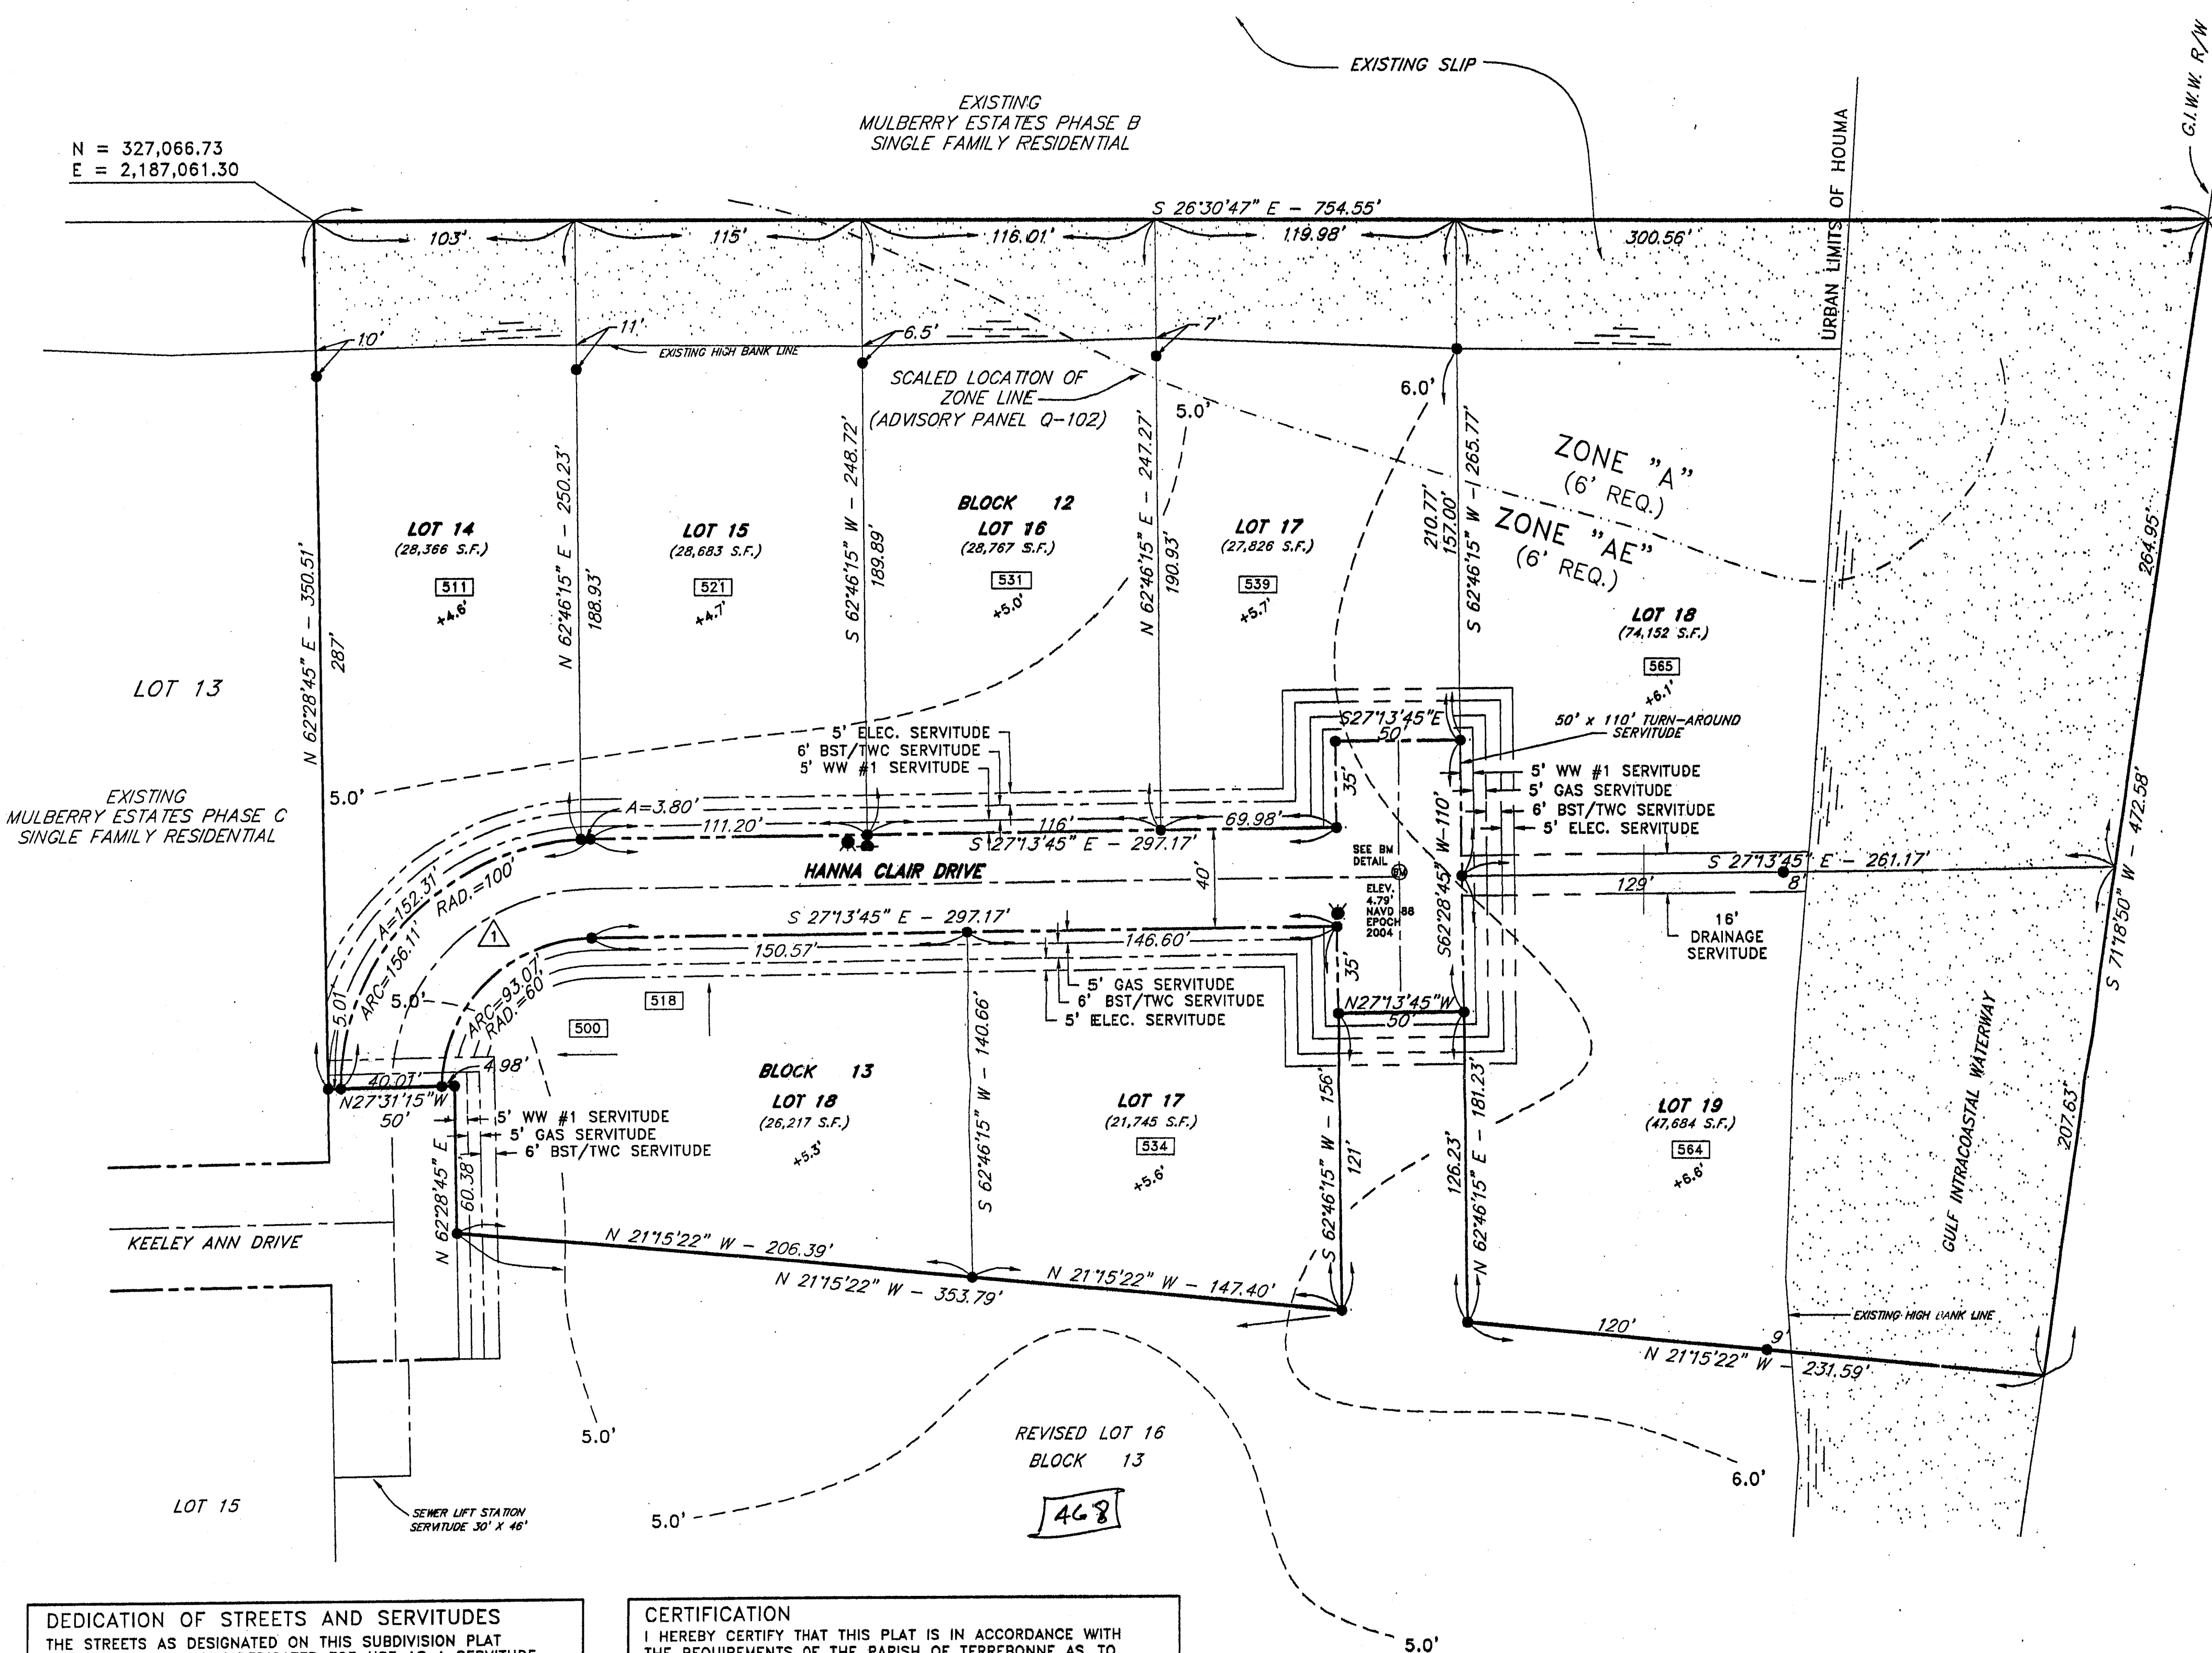 EXISTING SLIP
G.I.W.W. R/W
EXISTING
MULBERRY ESTATES PHASE B
SINGLE FAMILY RESIDENTIAL
N = 327,066.73
E = 2,187,061.30
URBAN LIMITS OF HOUMA
S 26°30'47" E - 754.55'
103'
115'
116.01'
119.98'
300.56'
10'
11'
6.5'
7'
EXISTING HIGH BANK LINE
SCALED LOCATION OF
ZONE LINE
(ADVISORY PANEL Q-102)
5.0'
6.0'
ZONE "A"
(6' REQ.)
ZONE "AE"
(6' REQ.)
N 62°28'45" E - 350.51'
287'
N 62°46'15" E - 250.23'
188.93'
S 62°46'15" W - 248.72'
189.89'
N 62°46'15" E - 247.27'
190.93'
210.77'
157.00'
S 62°46'15" W - 265.77'
264.95'
LOT 14
(28,366 S.F.)
511
+4.6'
LOT 15
(28,683 S.F.)
521
+4.7'
BLOCK 12
LOT 16
(28,767 S.F.)
531
+5.0'
LOT 17
(27,826 S.F.)
539
+5.7'
LOT 18
(74,152 S.F.)
565
+6.1'
LOT 13
50' x 110' TURN-AROUND
SERVITUDE
5' ELEC. SERVITUDE
6' BST/TWC SERVITUDE
5' WW #1 SERVITUDE
S27°13'45"E
50'
35'
5' WW #1 SERVITUDE
5' GAS SERVITUDE
6' BST/TWC SERVITUDE
5' ELEC. SERVITUDE
5.0'
EXISTING
MULBERRY ESTATES PHASE C
SINGLE FAMILY RESIDENTIAL
A=3.80'
111.20'
116'
69.98'
S 27°13'45" E - 297.17'
HANNA CLAIR DRIVE
40'
SEE BM
DETAIL
BM
ELEV.
4.79'
NAVD 88
EPOCH
2004
S62°28'45"W-110'
S 27°13'45" E - 261.17'
129'
8'
16'
DRAINAGE
SERVITUDE
S 71°18'50" W - 472.58'
A=152.31'
RAD.=100'
ARC=156.11'
5.01'
1
S 27°13'45" E - 297.17'
150.57'
146.60'
35'
5.0'
ARC=93.07'
RAD.=60'
518
500
5' GAS SERVITUDE
6' BST/TWC SERVITUDE
5' ELEC. SERVITUDE
N27°13'45"W
50'
4.98'
40.01'
N27°31'15"W
50'
5' WW #1 SERVITUDE
5' GAS SERVITUDE
6' BST/TWC SERVITUDE
N 62°28'45" E
60.38'
BLOCK 13
LOT 18
(26,217 S.F.)
+5.3'
S 62°46'15" W - 140.66'
LOT 17
(21,745 S.F.)
534
+5.6'
S 62°46'15" W - 156'
121'
126.23'
N 62°46'15" E - 181.23'
LOT 19
(47,684 S.F.)
564
+6.6'
GULF INTRACOASTAL WATERWAY
207.63'
KEELEY ANN DRIVE
N 21°15'22" W - 206.39'
N 21°15'22" W - 353.79'
N 21°15'22" W - 147.40'
120'
9'
N 21°15'22" W - 231.59'
EXISTING HIGH BANK LINE
5.0'
REVISED LOT 16
BLOCK 13
468
6.0'
LOT 15
SEWER LIFT STATION
SERVITUDE 30' X 46'
5.0'
5.0'
DEDICATION OF STREETS AND SERVITUDES
THE STREETS AS DESIGNATED ON THIS SUBDIVISION PLAT
CERTIFICATION
I HEREBY CERTIFY THAT THIS PLAT IS IN ACCORDANCE WITH
THE REQUIREMENTS OF THE PARISH OF TERREBONNE AS TO